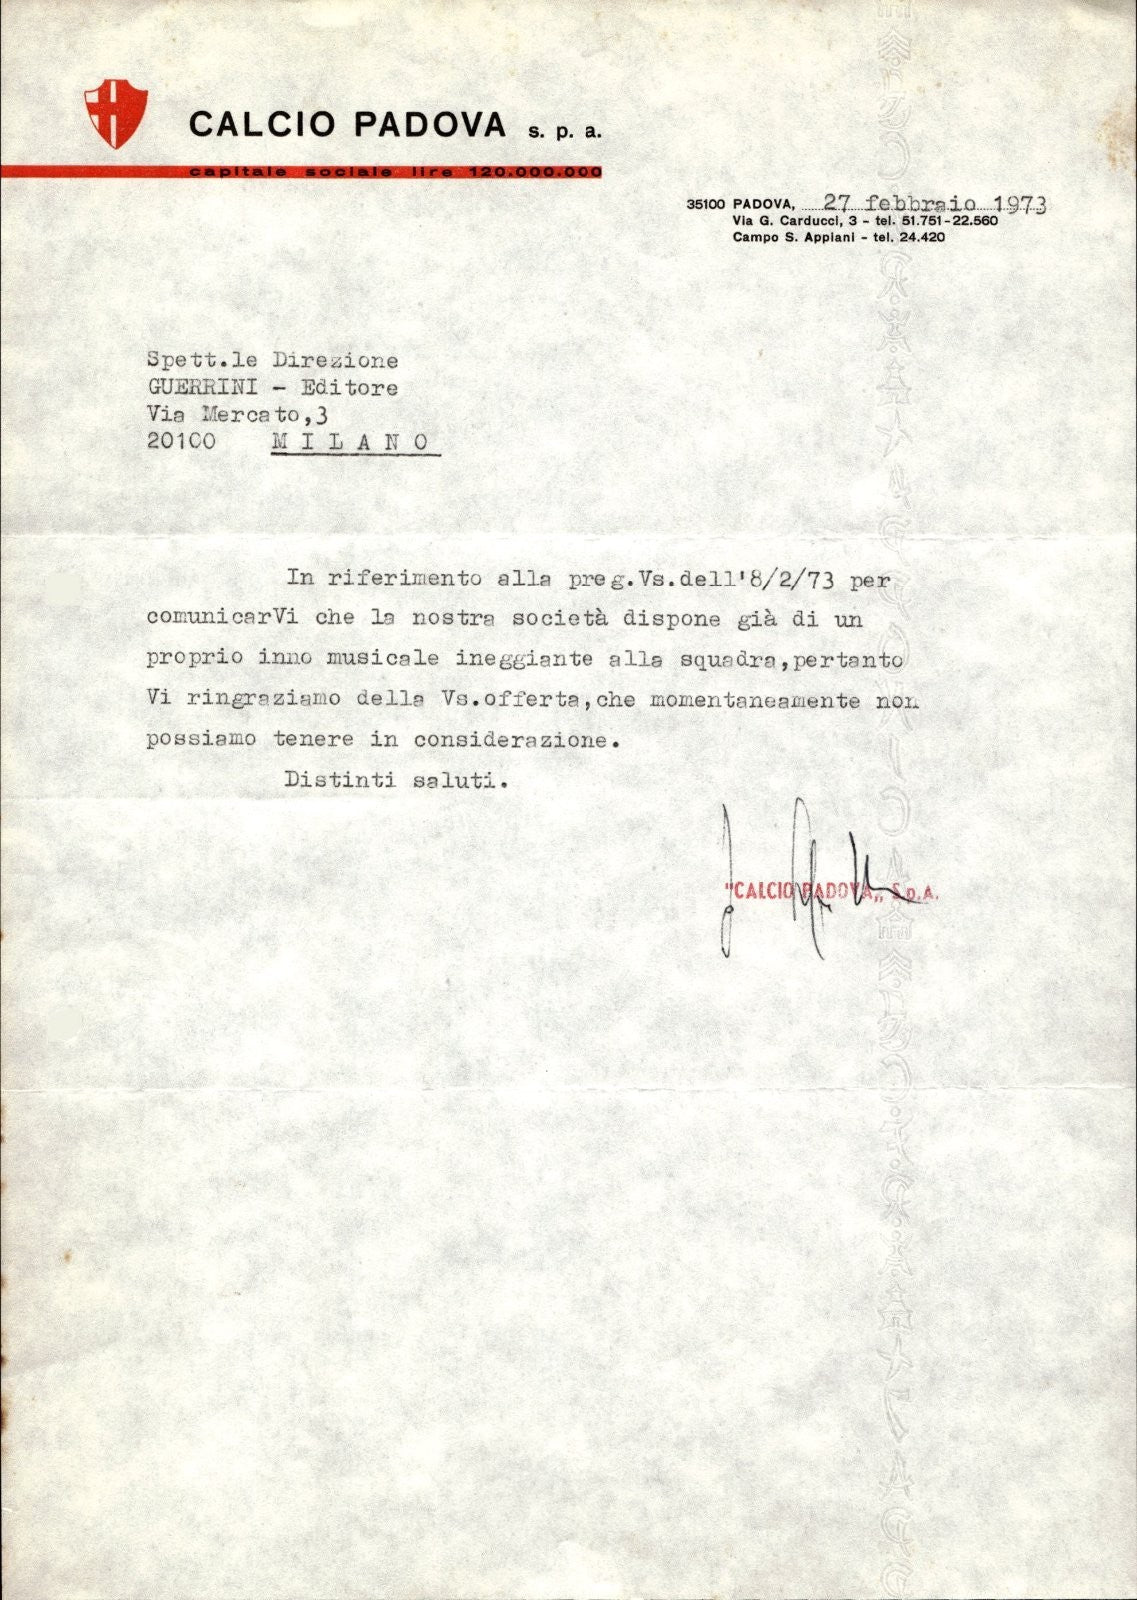 CALCIO PADOVA s. p. a.
capitale sociale lire 120.000.000
35100 PADOVA, 27 febbraio 1973
Via G. Carducci, 3 - tel. 51.751-22.560
Campo S. Appiani - tel. 24.420
Spett.le Direzione
GUERRINI - Editore
Via Mercato,3
20100 M I L A N O
In riferimento alla preg.Vs.dell'8/2/73 per
comunicarVi che la nostra società dispone già di un
proprio inno musicale ineggiante alla squadra,pertanto
Vi ringraziamo della Vs.offerta,che momentaneamente non
possiamo tenere in considerazione.
Distinti saluti.
"CALCIO PADOVA„ S.p.A.